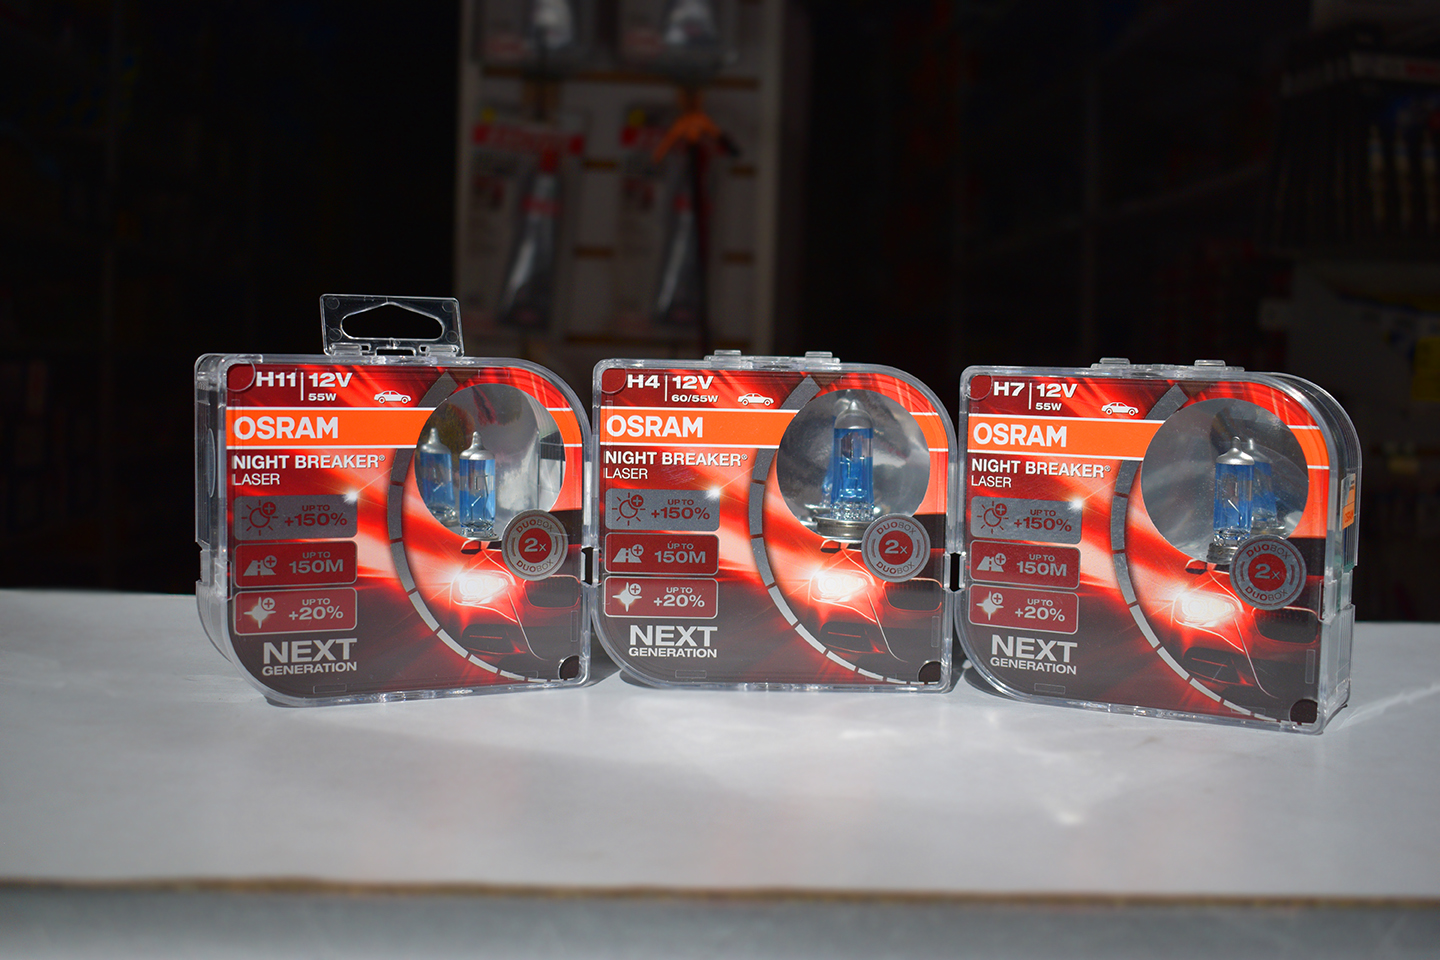 H11 12V
55W
OSRAM
NIGHT BREAKER®
LASER
UP TO
+150%
UP TO
150M
UP TO
+20%
NEXT
GENERATION
DUOBOX
2x
DUOBOX
H4 12V
60/55W
OSRAM
NIGHT BREAKER®
LASER
UP TO
+150%
UP TO
150M
UP TO
+20%
NEXT
GENERATION
DUOBOX
2x
DUOBOX
H7 12V
55W
OSRAM
NIGHT BREAKER®
LASER
UP TO
+150%
UP TO
150M
UP TO
+20%
NEXT
GENERATION
DUOBOX
2x
DUOBOX